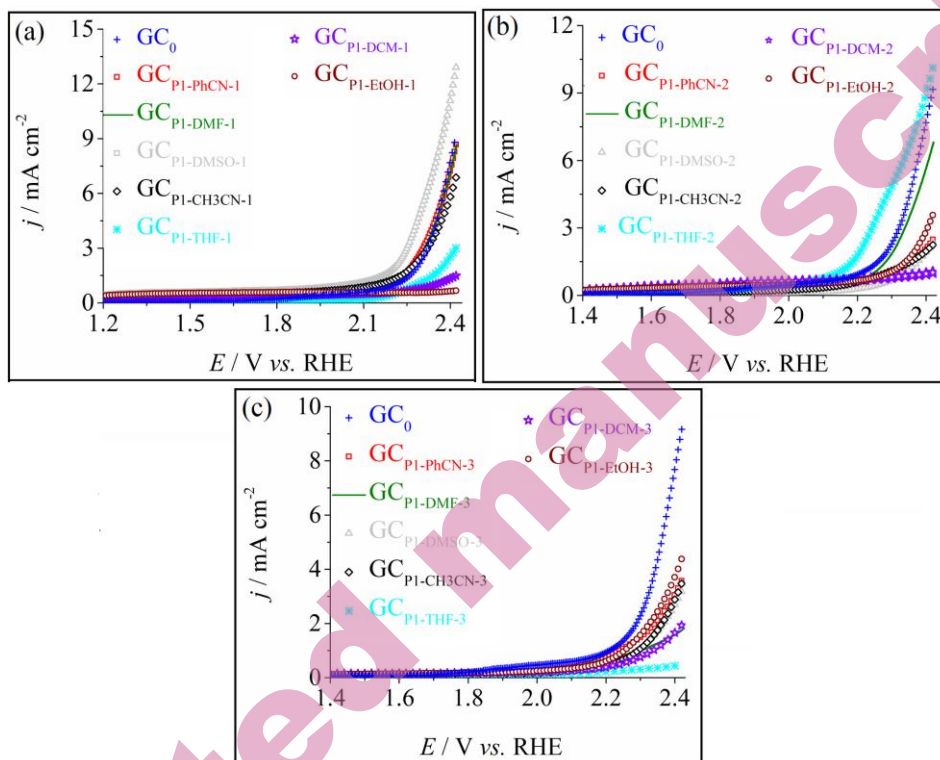 (a)
GC0
GCP1-PhCN-1
GCP1-DMF-1
GCP1-DMSO-1
GCP1-CH3CN-1
GCP1-THF-1
GCP1-DCM-1
GCP1-EtOH-1
15
12
9
6
3
0
j / mA cm-2
1.2 1.5 1.8 2.1 2.4
E / V vs. RHE
(b)
GC0
GCP1-PhCN-2
GCP1-DMF-2
GCP1-DMSO-2
GCP1-CH3CN-2
GCP1-THF-2
GCP1-DCM-2
GCP1-EtOH-2
12
9
6
3
0
j / mA cm-2
1.4 1.6 1.8 2.0 2.2 2.4
E / V vs. RHE
(c)
GC0
GCP1-PhCN-3
GCP1-DMF-3
GCP1-DMSO-3
GCP1-CH3CN-3
GCP1-THF-3
GCP1-DCM-3
GCP1-EtOH-3
10
8
6
4
2
0
j / mA cm-2
1.4 1.6 1.8 2.0 2.2 2.4
E / V vs. RHE
ted manuscrip